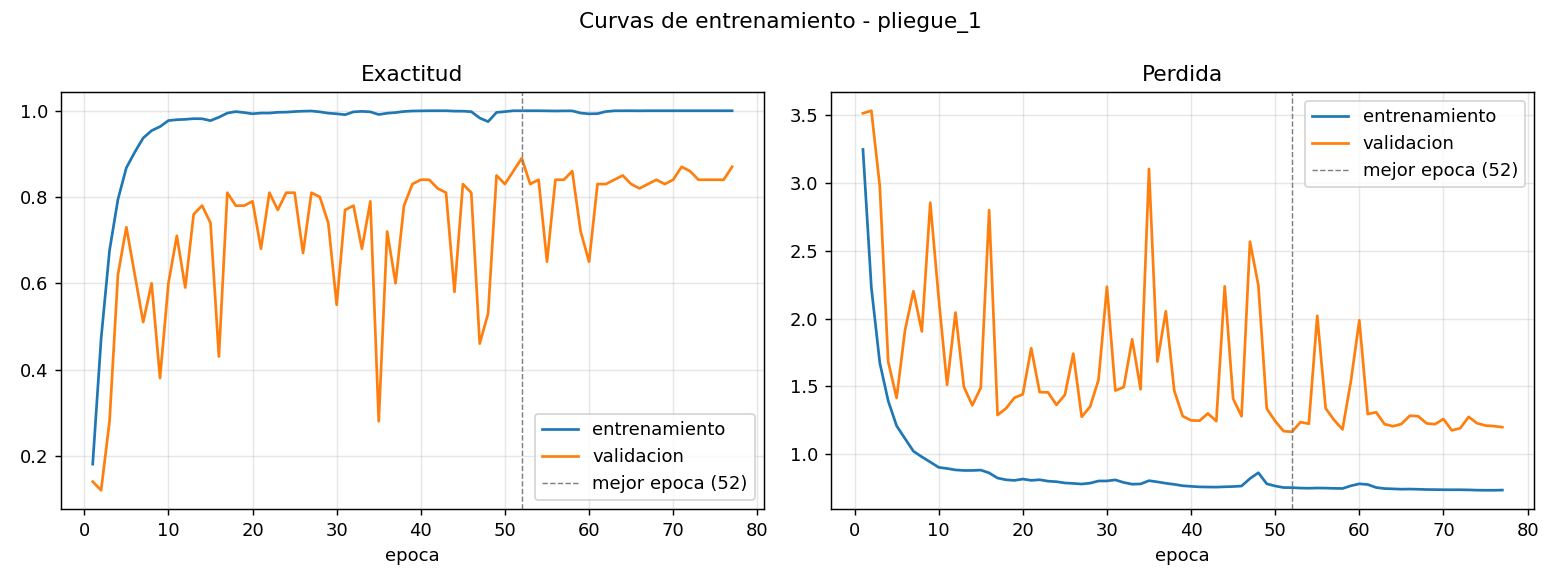 Curvas de entrenamiento - pliegue_1
Exactitud
1.0
0.8
0.6
0.4
0.2
0 10 20 30 40 50 60 70 80
epoca
entrenamiento
validacion
mejor epoca (52)
Perdida
3.5
3.0
2.5
2.0
1.5
1.0
0 10 20 30 40 50 60 70 80
epoca
entrenamiento
validacion
mejor epoca (52)